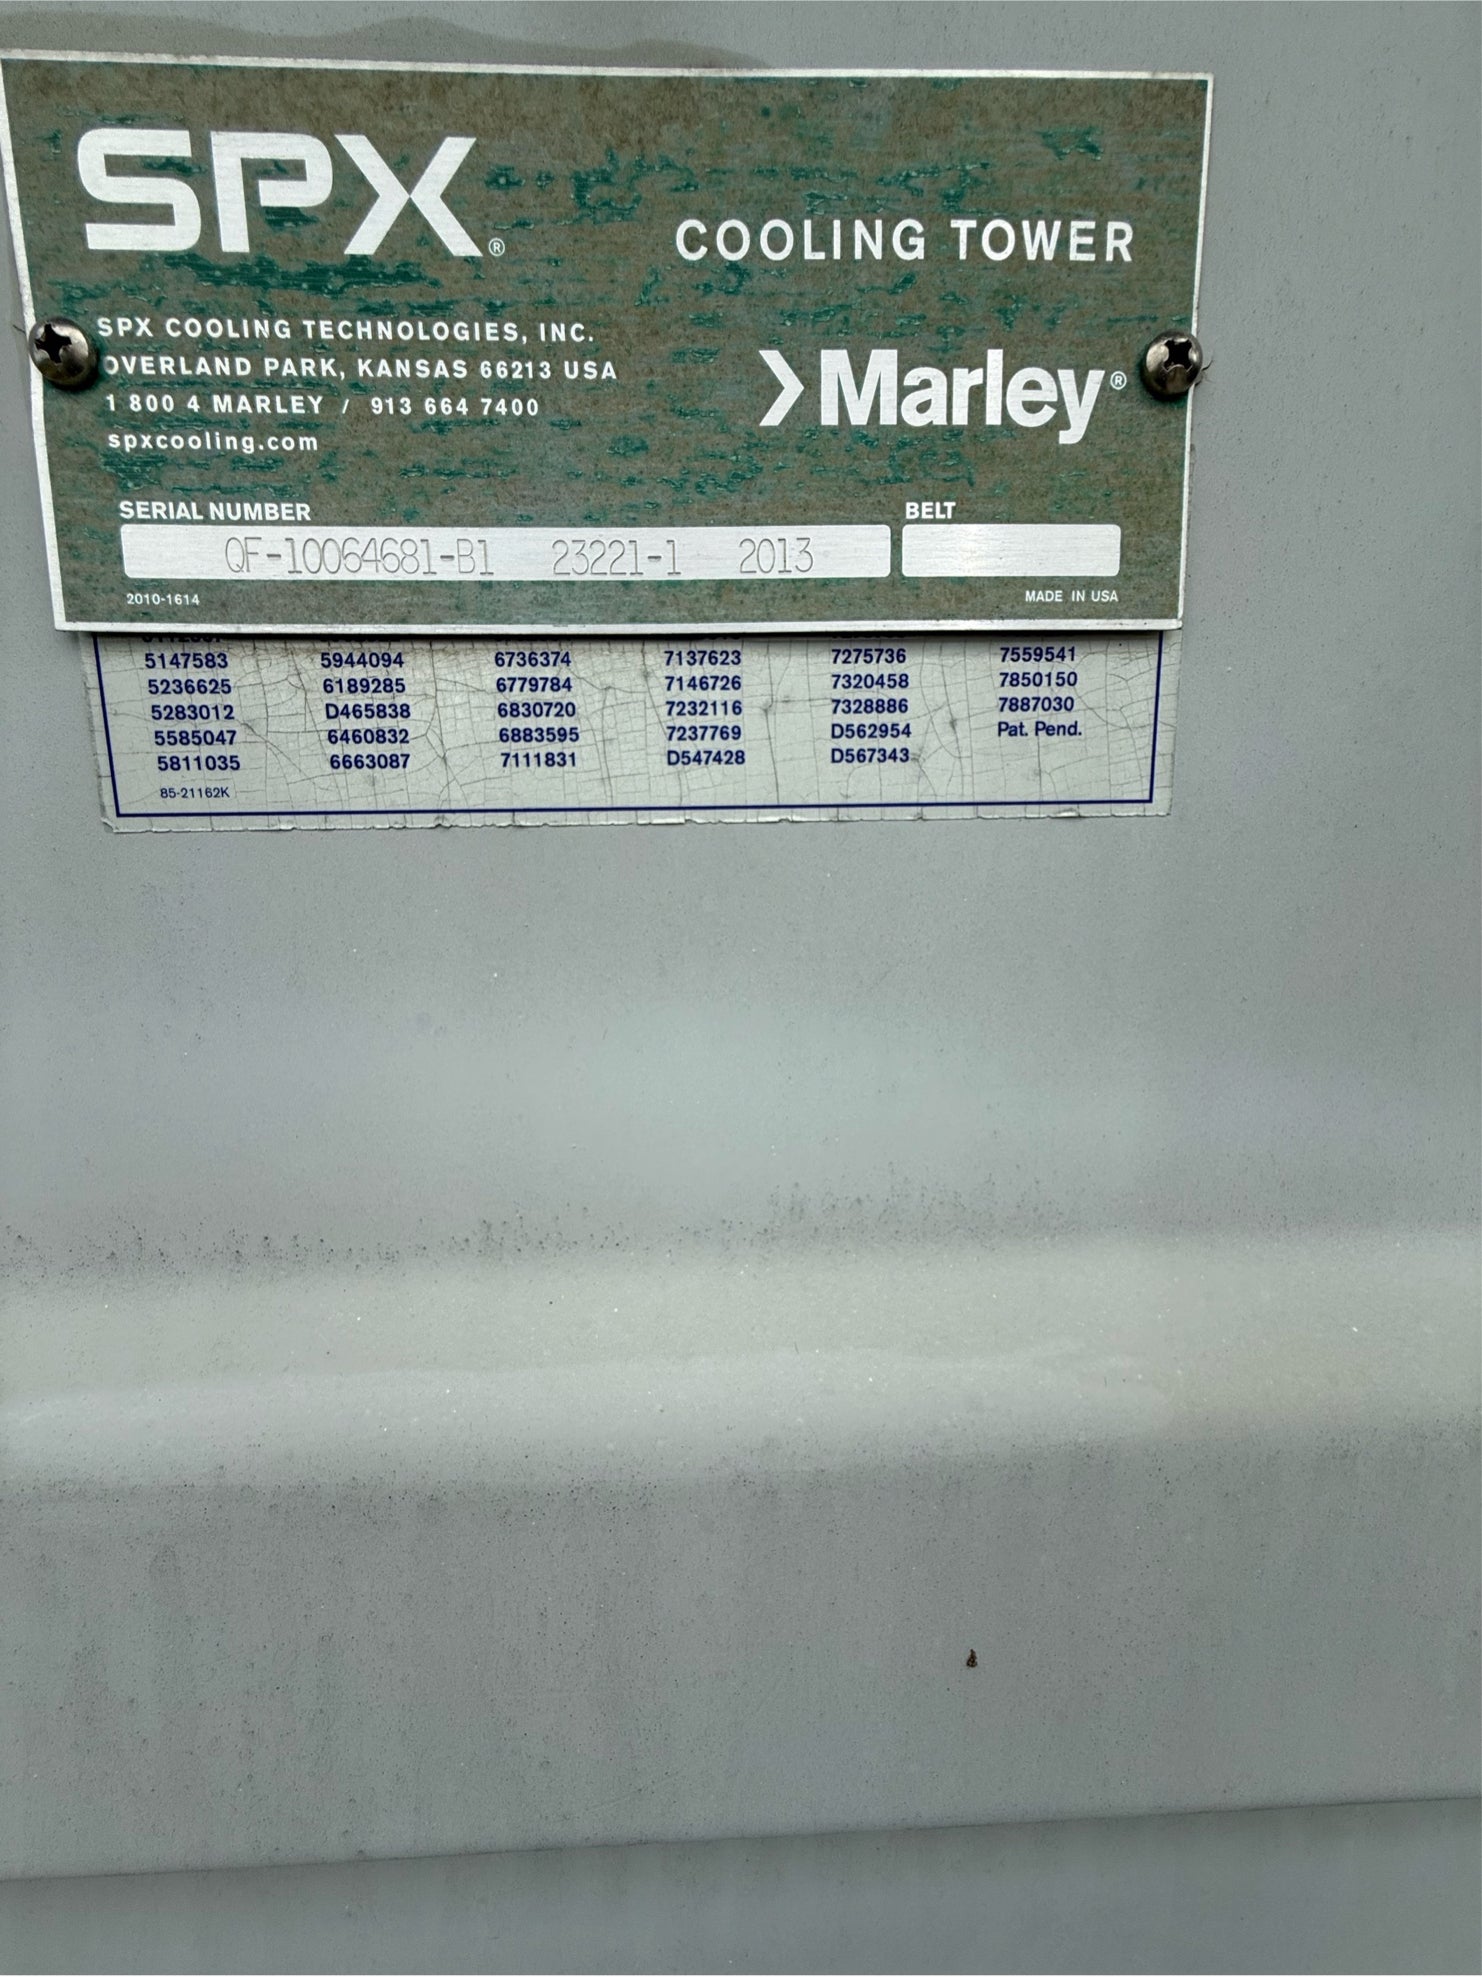 SPX®
COOLING TOWER
SPX COOLING TECHNOLOGIES, INC.
OVERLAND PARK, KANSAS 66213 USA
1 800 4 MARLEY / 913 664 7400
spxcooling.com
Marley®
SERIAL NUMBER
BELT
QF-10064681-B1 23221-1 2013
2010-1614
MADE IN USA
5147583 5944094 6736374 7137623 7275736 7559541
5236625 6189285 6779784 7146726 7320458 7850150
5283012 D465838 6830720 7232116 7328886 7887030
5585047 6460832 6883595 7237769 D562954 Pat. Pend.
5811035 6663087 7111831 D547428 D567343
85-21162K